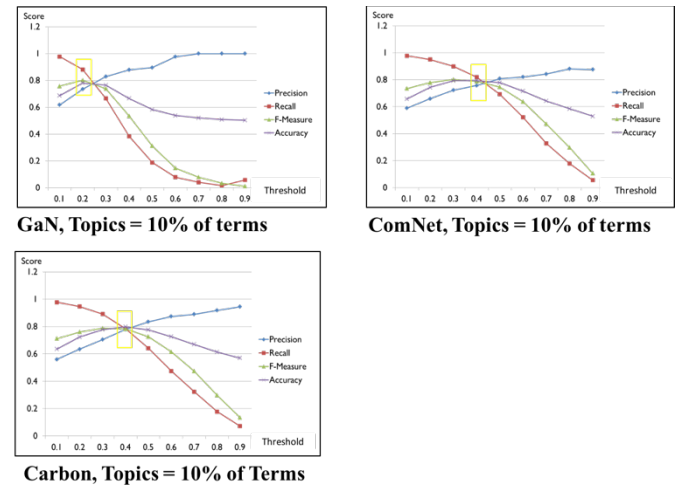 Score
1.2
1
0.8
0.6
0.4
0.2
0
0.1 0.2 0.3 0.4 0.5 0.6 0.7 0.8 0.9
Threshold
Precision
Recall
F-Measure
Accuracy
GaN, Topics = 10% of terms
Score
1.2
1
0.8
0.6
0.4
0.2
0
0.1 0.2 0.3 0.4 0.5 0.6 0.7 0.8 0.9
Threshold
Precision
Recall
F-Measure
Accuracy
ComNet, Topics = 10% of terms
Score
1.2
1
0.8
0.6
0.4
0.2
0
0.1 0.2 0.3 0.4 0.5 0.6 0.7 0.8 0.9
Threshold
Precision
Recall
F-Measure
Accuracy
Carbon, Topics = 10% of Terms